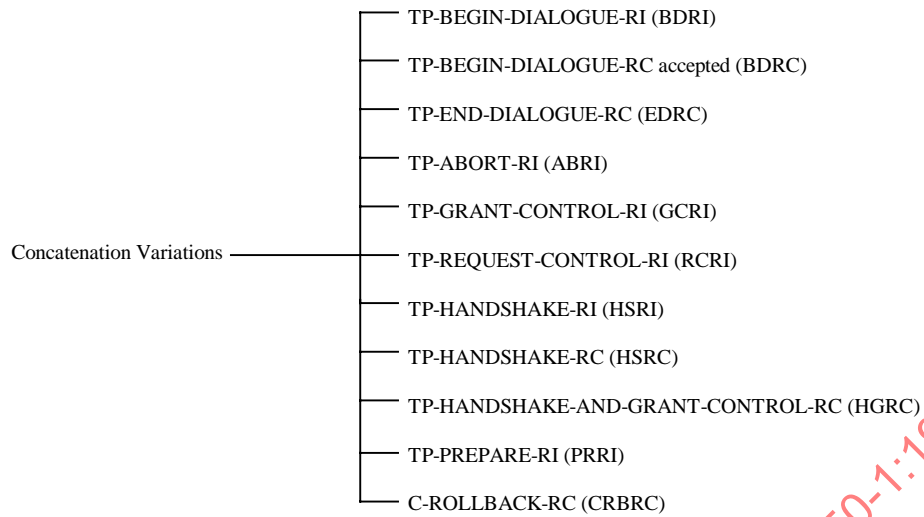 TP-BEGIN-DIALOGUE-RI (BDRI)
TP-BEGIN-DIALOGUE-RC accepted (BDRC)
TP-END-DIALOGUE-RC (EDRC)
TP-ABORT-RI (ABRI)
TP-GRANT-CONTROL-RI (GCRI)
Concatenation Variations
TP-REQUEST-CONTROL-RI (RCRI)
TP-HANDSHAKE-RI (HSRI)
TP-HANDSHAKE-RC (HSRC)
TP-HANDSHAKE-AND-GRANT-CONTROL-RC (HGRC)
TP-PREPARE-RI (PRRI)
C-ROLLBACK-RC (CRBRC)